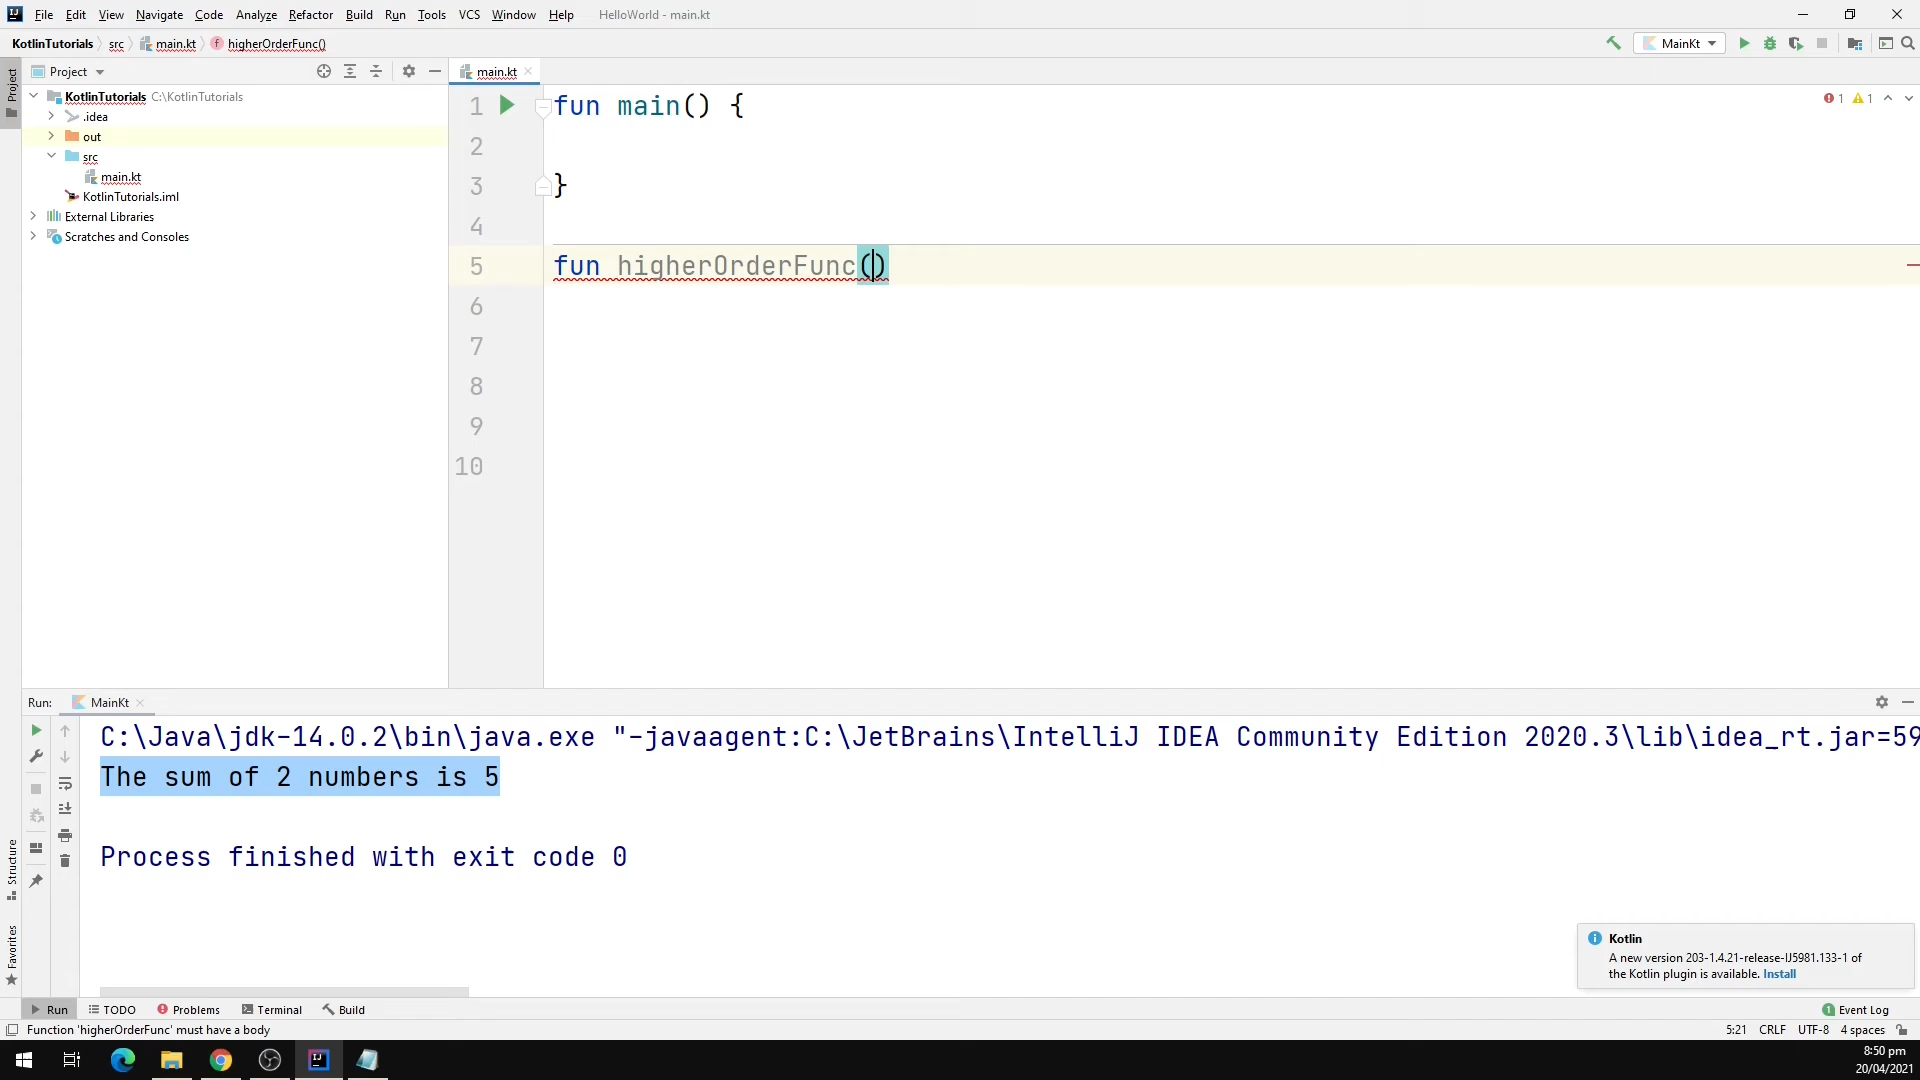 File Edit View Navigate Code Analyze Refactor Build Run Tools VCS Window Help HelloWorld - main.kt
KotlinTutorials src main.kt higherOrderFunc() MainKt
Project main.kt
Project
KotlinTutorials C:\KotlinTutorials
.idea
out
src
main.kt
KotlinTutorials.iml
External Libraries
Scratches and Consoles
1 fun main() {
2
3 }
4
5 fun higherOrderFunc()
6
7
8
9
10
1 1
Run: MainKt
C:\Java\jdk-14.0.2\bin\java.exe "-javaagent:C:\JetBrains\IntelliJ IDEA Community Edition 2020.3\lib\idea_rt.jar=59
The sum of 2 numbers is 5
Process finished with exit code 0
Structure
Favorites
Kotlin
A new version 203-1.4.21-release-IJ5981.133-1 of
the Kotlin plugin is available. Install
Run TODO Problems Terminal Build 1 Event Log
Function 'higherOrderFunc' must have a body 5:21 CRLF UTF-8 4 spaces
8:50 pm
20/04/2021